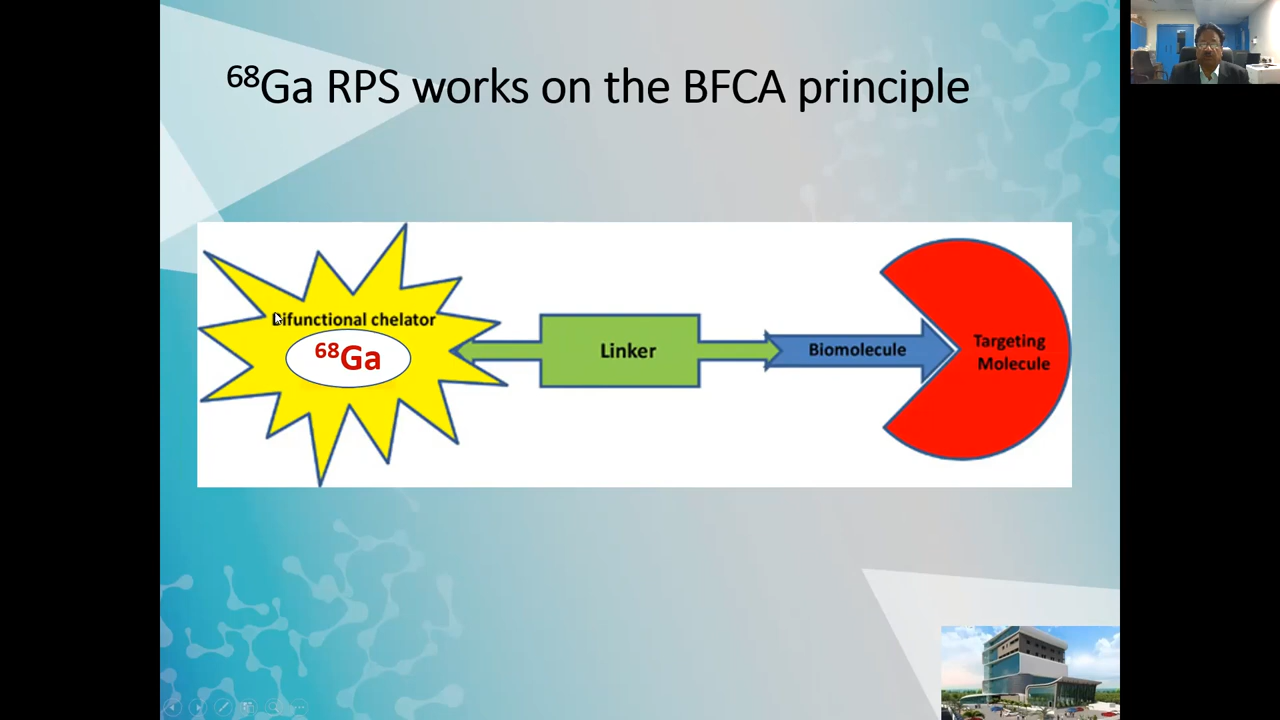 ⁶⁸Ga RPS works on the BFCA principle
Bifunctional chelator
⁶⁸Ga
Linker
Biomolecule
Targeting
Molecule